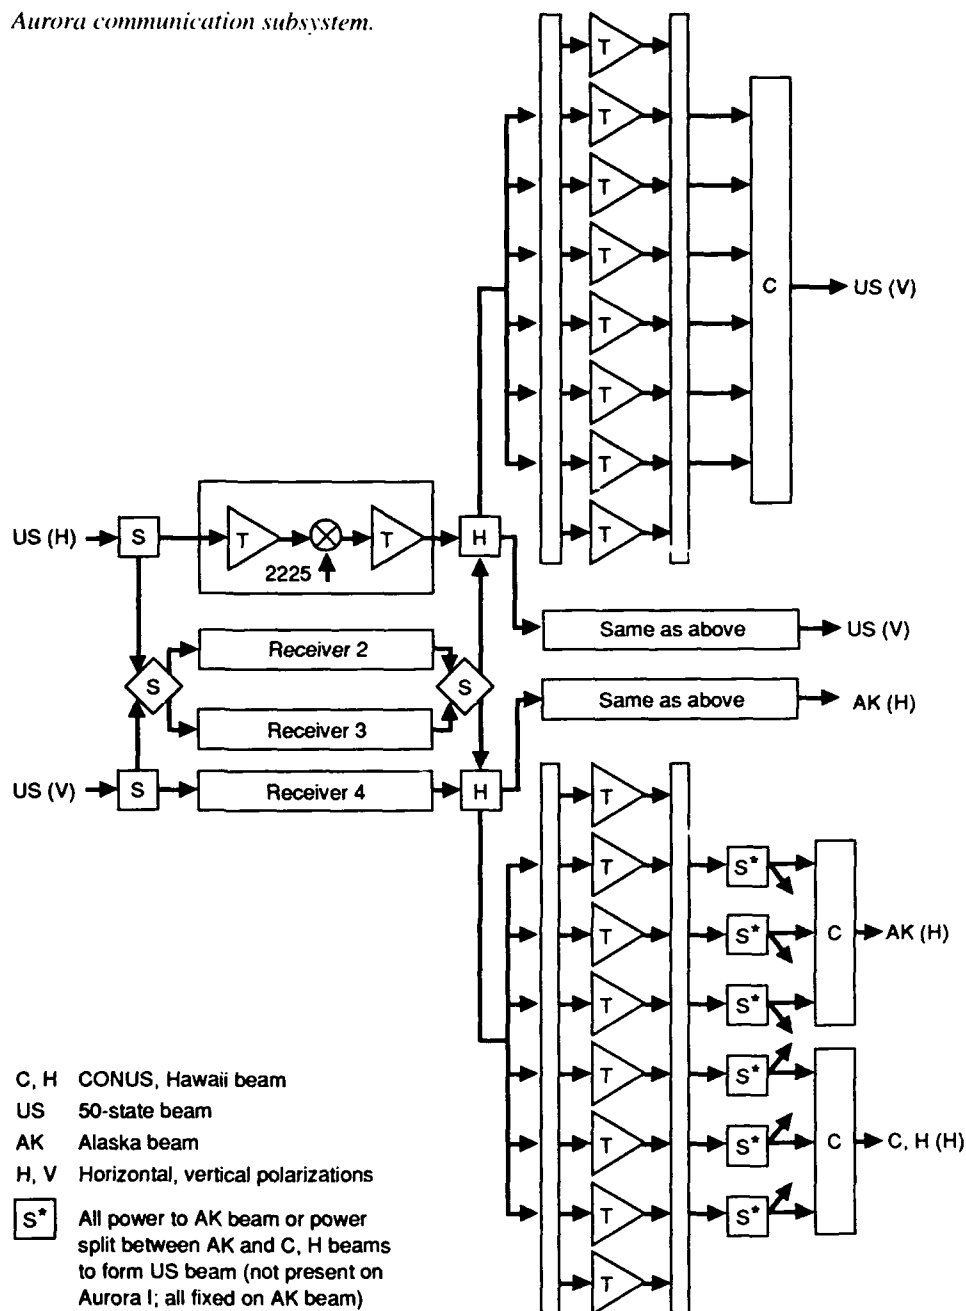 Aurora communication subsystem.
T
T
T
T
T
T
T
T
C
US (V)
US (H)
S
T
T
2225
H
Same as above
US (V)
Receiver 2
S
S
Receiver 3
Same as above
AK (H)
US (V)
S
Receiver 4
H
T
T
S*
T
S*
C
AK (H)
T
S*
T
S*
T
S*
C
C, H (H)
T
S*
T
C, H CONUS, Hawaii beam
US 50-state beam
AK Alaska beam
H, V Horizontal, vertical polarizations
S* All power to AK beam or power
split between AK and C, H beams
to form US beam (not present on
Aurora I; all fixed on AK beam)